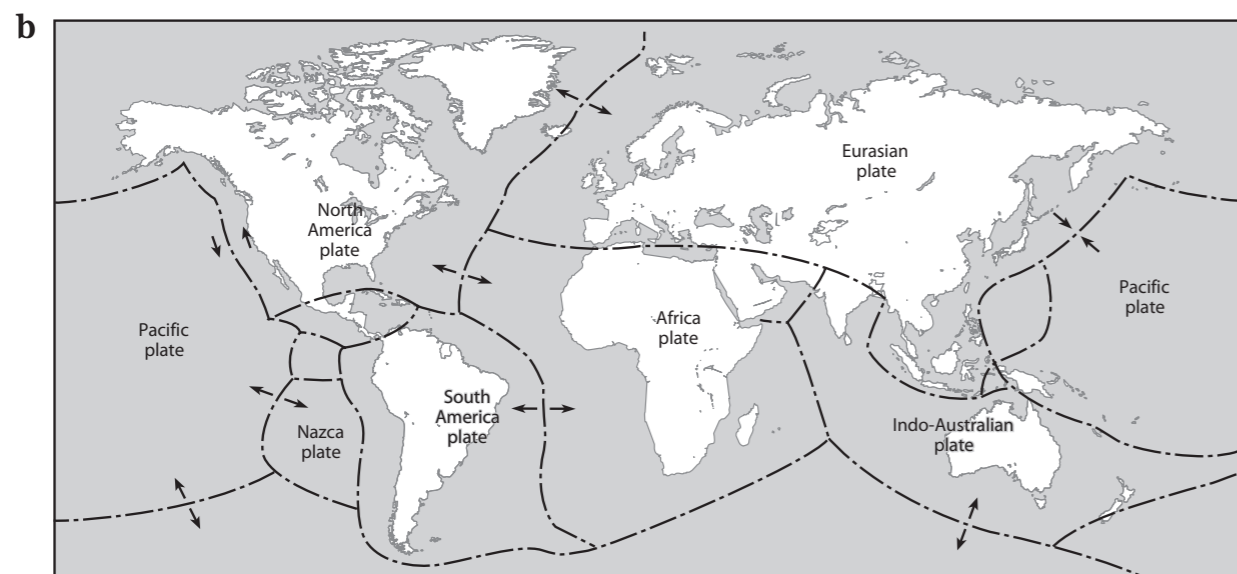 b
Eurasian
plate
North
America
plate
Pacific
plate
Pacific
plate
Africa
plate
South
America
plate
Nazca
plate
Indo-Australian
plate